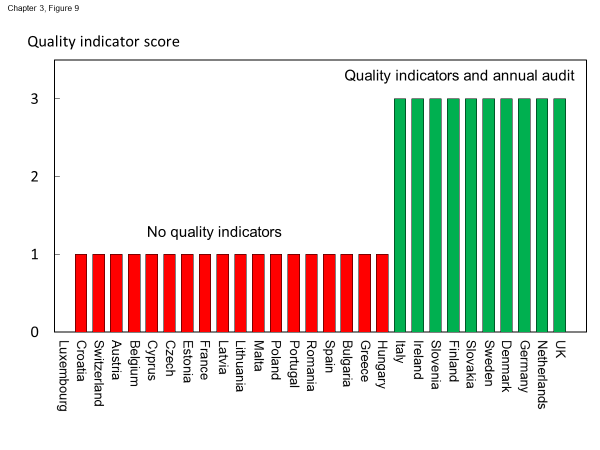 Chapter 3, Figure 9
Quality indicator score
Quality indicators and annual audit
3
2
No quality indicators
1
0
Luxembourg
Croatia
Switzerland
Austria
Belgium
Cyprus
Czech
Estonia
France
Latvia
Lithuania
Malta
Poland
Portugal
Romania
Spain
Bulgaria
Greece
Hungary
Italy
Ireland
Slovenia
Finland
Slovakia
Sweden
Denmark
Germany
Netherlands
UK